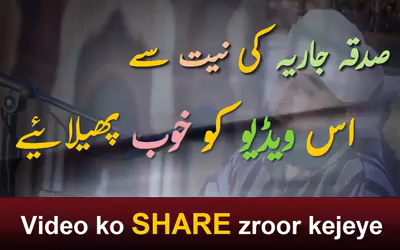 صدقہ جاریہ کی نیت سے
اس ویڈیو کو خوب پھیلائیے
Video ko SHARE zroor kejeye